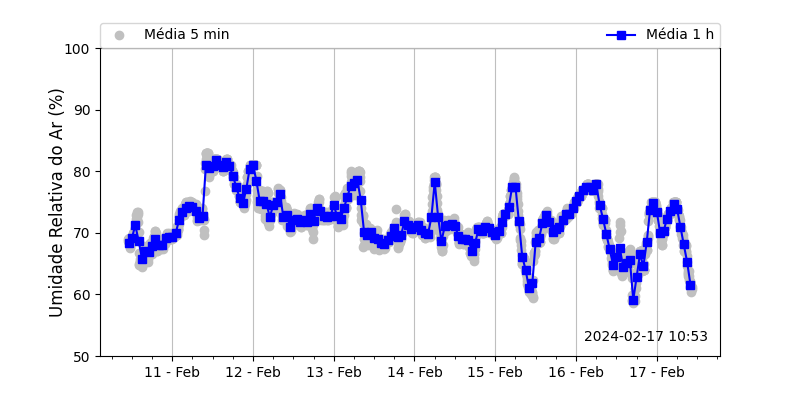 Média 5 min
Média 1 h
Umidade Relativa do Ar (%)
100
90
80
70
60
50
2024-02-17 10:53
11 - Feb
12 - Feb
13 - Feb
14 - Feb
15 - Feb
16 - Feb
17 - Feb